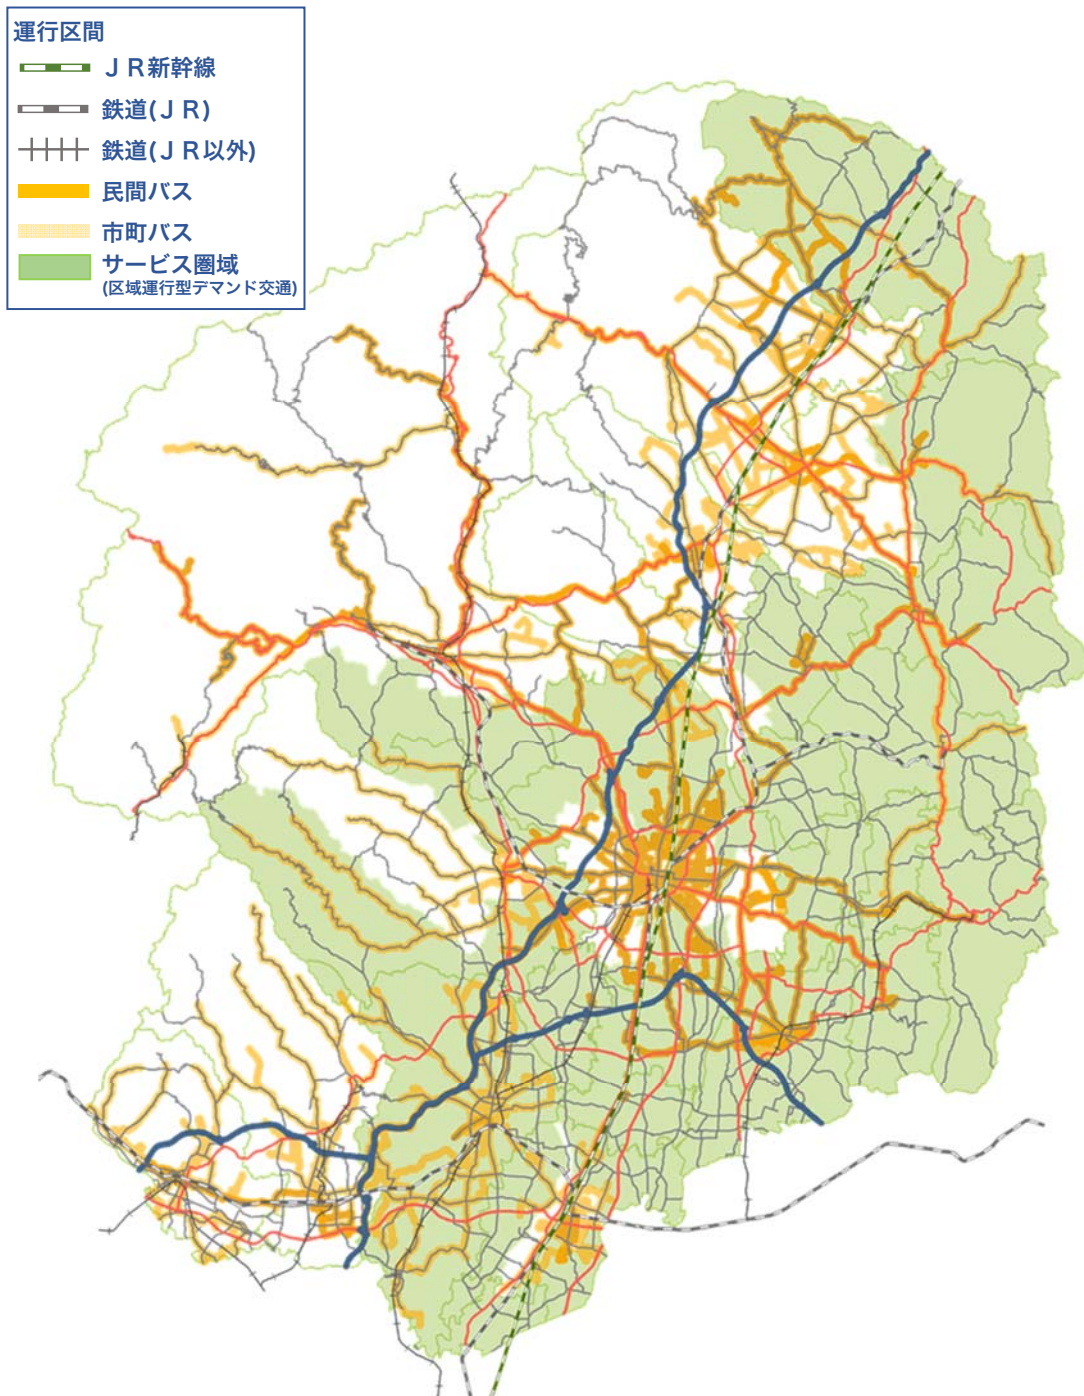 運行区間
ＪＲ新幹線
鉄道(ＪＲ)
鉄道(ＪＲ以外)
民間バス
市町バス
サービス圏域
(区域運行型デマンド交通)